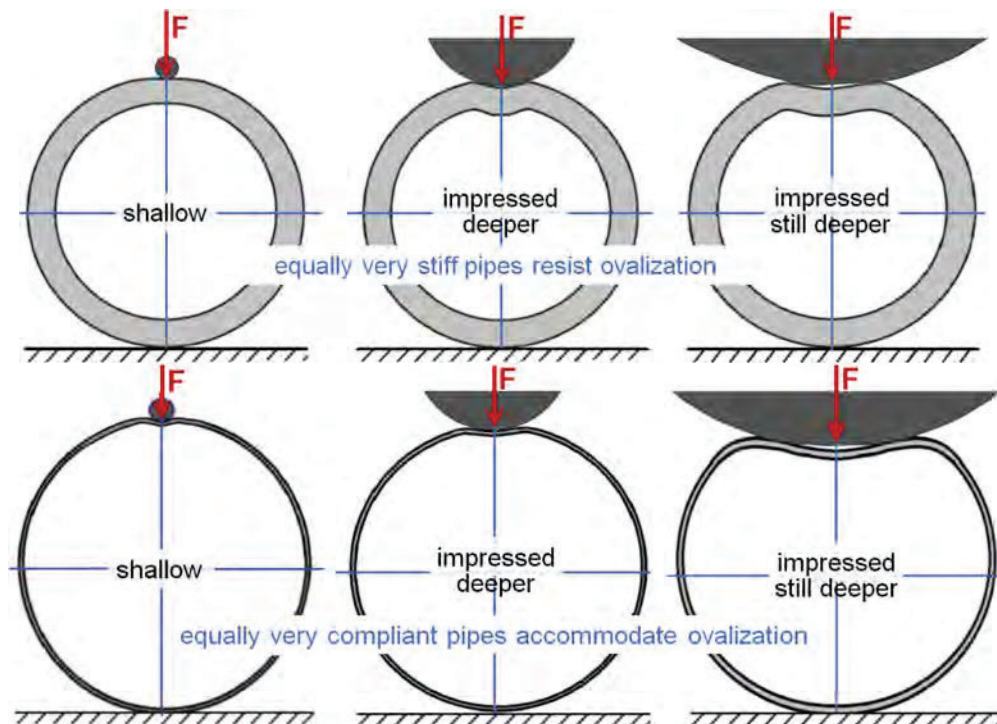 F
F
F
shallow
impressed
deeper
impressed
still deeper
equally very stiff pipes resist ovalization
F
F
F
shallow
impressed
deeper
impressed
still deeper
equally very compliant pipes accommodate ovalization